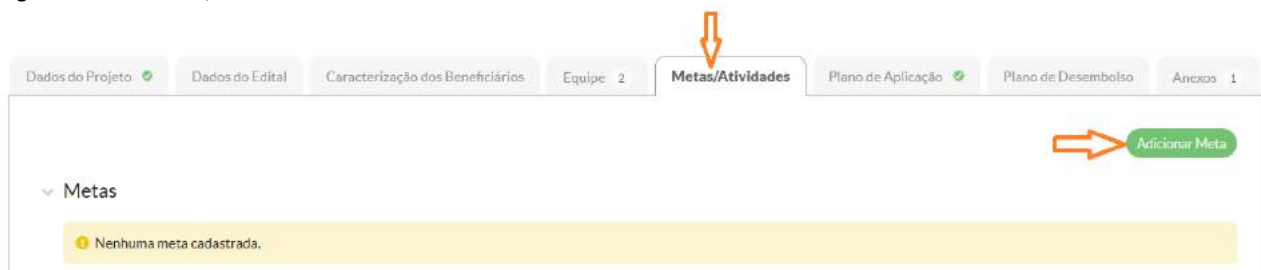 Dados do Projeto Dados do Edital Caracterização dos Beneficiários Equipe 2 Metas/Atividades Plano de Aplicação Plano de Desembolso Anexos 1
Adicionar Meta
Metas
Nenhuma meta cadastrada.